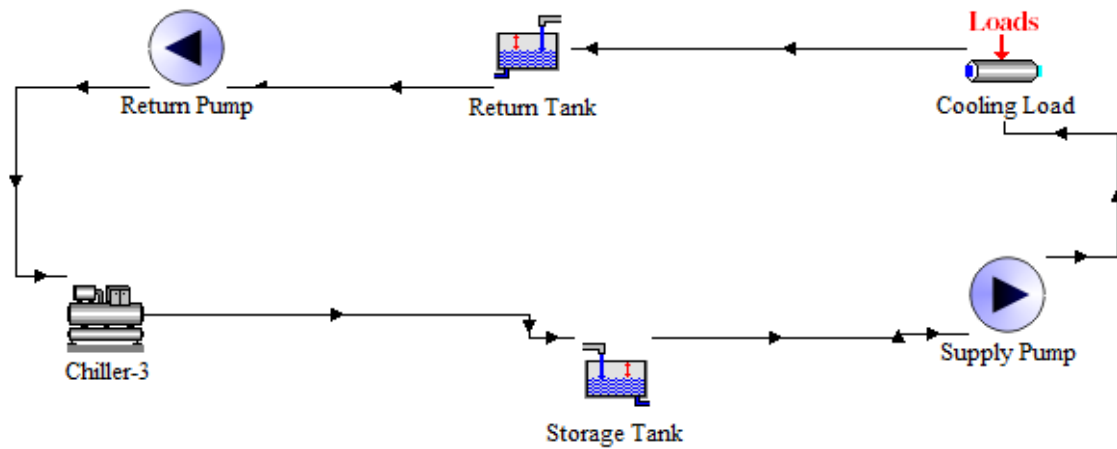 Loads
Return Pump
Return Tank
Cooling Load
Chiller-3
Supply Pump
Storage Tank